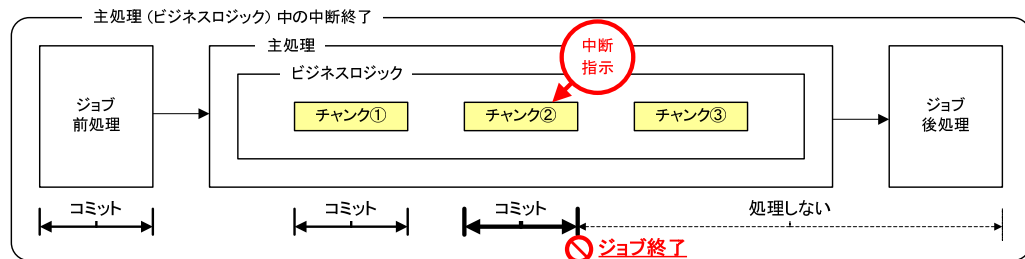 主処理（ビジネスロジック）中の中断終了
主処理
中断
指示
ビジネスロジック
ジョブ
前処理
チャンク①
チャンク②
チャンク③
ジョブ
後処理
コミット
コミット
コミット
処理しない
ジョブ終了